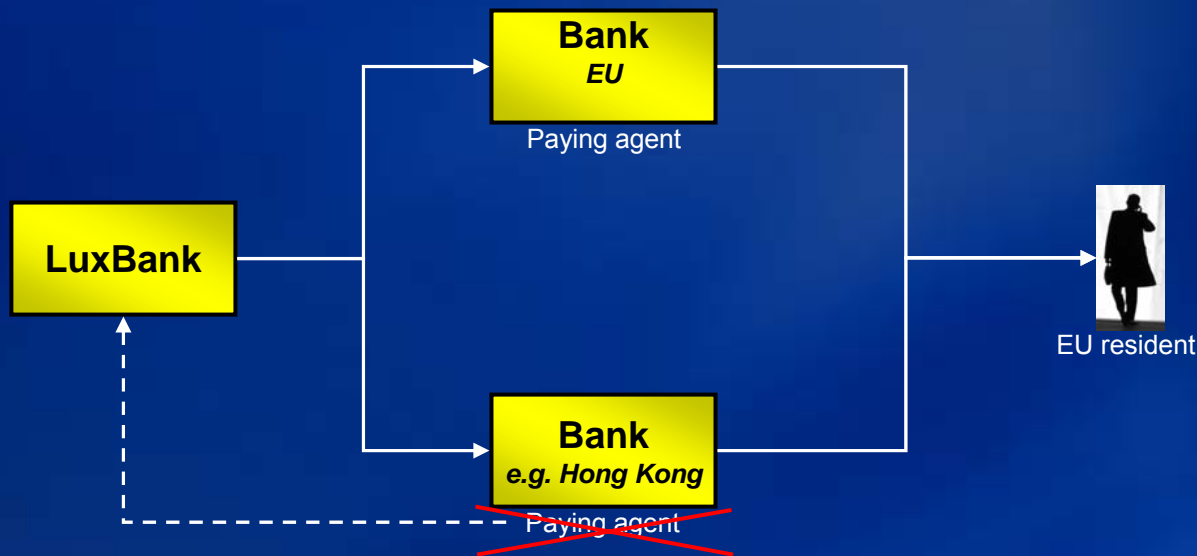 Bank
EU
Paying agent
LuxBank
EU resident
Bank
e.g. Hong Kong
Paying agent